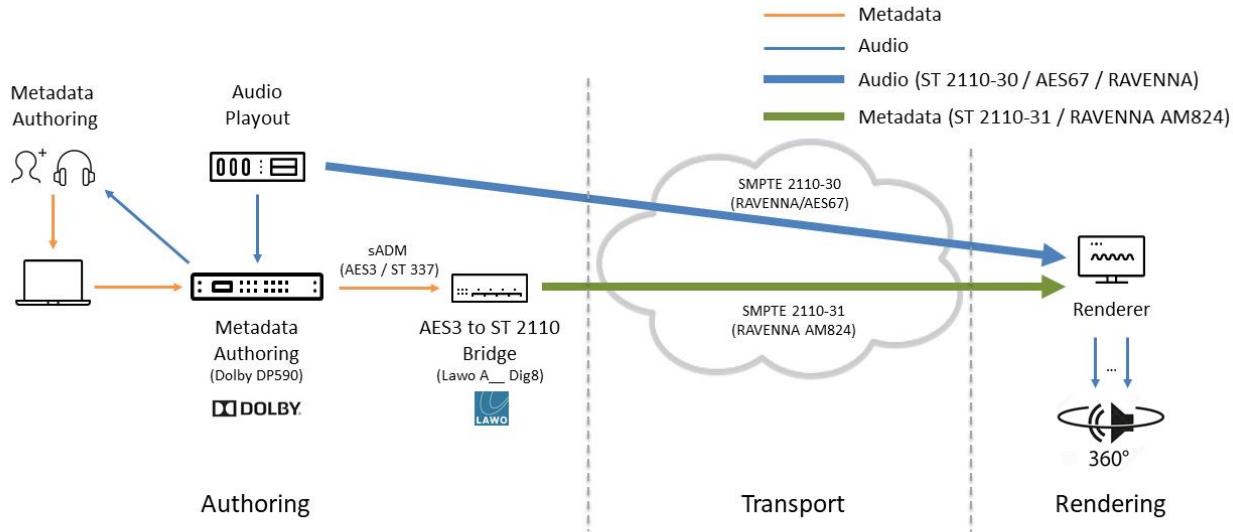 Metadata
Audio
Audio (ST 2110-30 / AES67 / RAVENNA)
Metadata (ST 2110-31 / RAVENNA AM824)
Metadata
Authoring
Audio
Playout
SMPTE 2110-30
(RAVENNA/AES67)
sADM
(AES3 / ST 337)
SMPTE 2110-31
(RAVENNA AM824)
Renderer
...
Metadata
Authoring
(Dolby DP590)
DOLBY
AES3 to ST 2110
Bridge
(Lawo A__ Dig8)
LAWO
360°
Authoring
Transport
Rendering